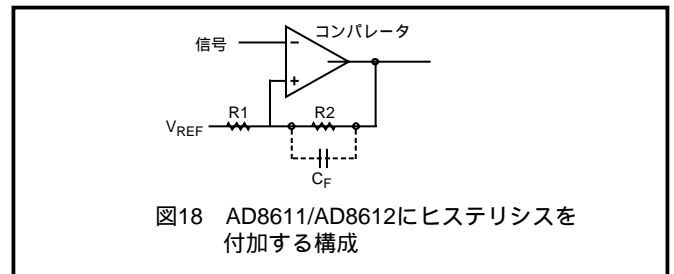 コンパレータ
信号
−
+
R1
R2
VREF
CF
図18 AD8611/AD8612にヒステリシスを
付加する構成